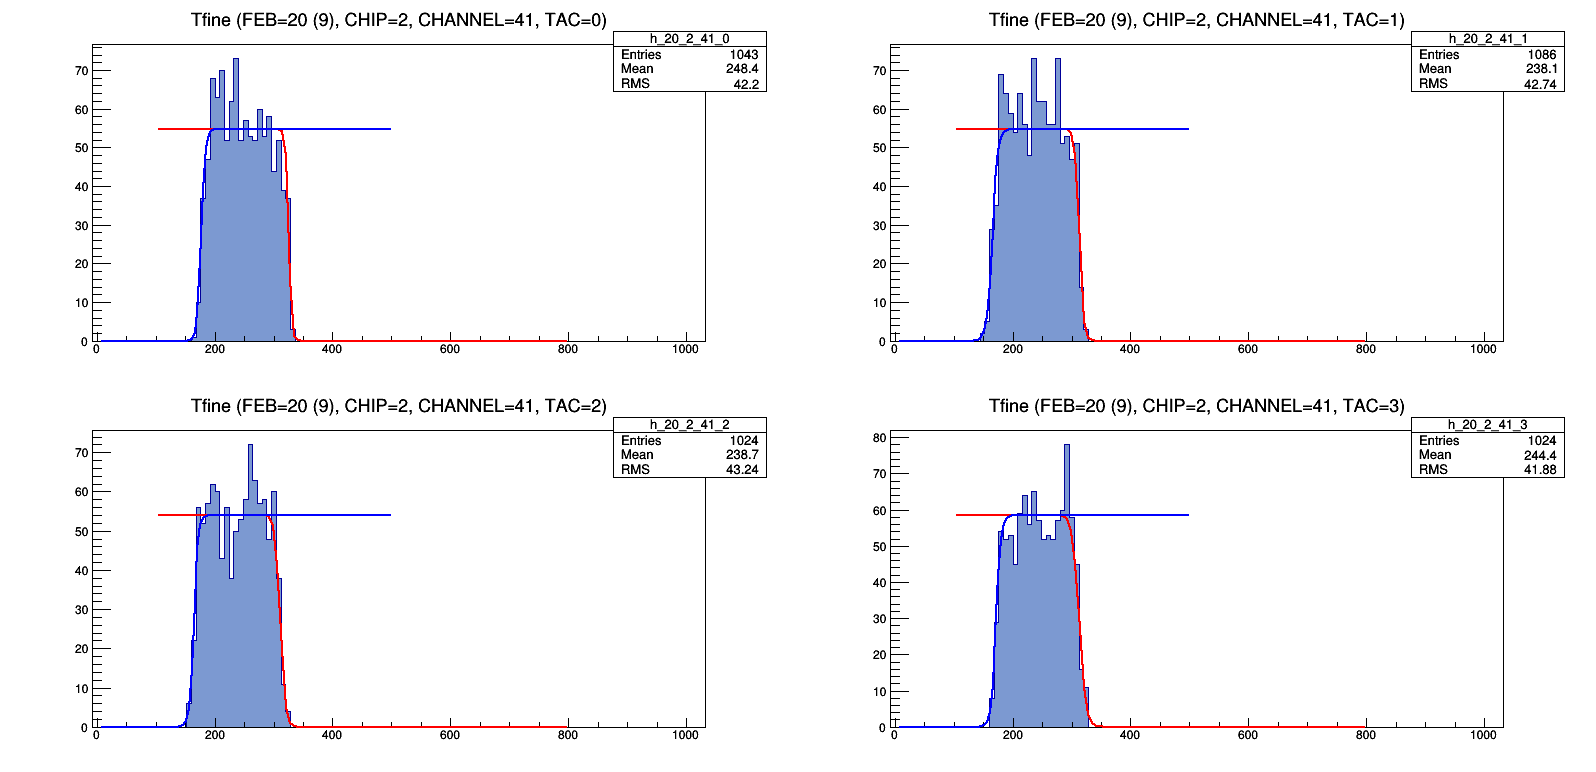 Tfine (FEB=20 (9), CHIP=2, CHANNEL=41, TAC=0)
h_20_2_41_0
Entries 1043
Mean 248.4
RMS 42.2
70
60
50
40
30
20
10
0
0 200 400 600 800 1000
Tfine (FEB=20 (9), CHIP=2, CHANNEL=41, TAC=1)
h_20_2_41_1
Entries 1086
Mean 238.1
RMS 42.74
70
60
50
40
30
20
10
0
0 200 400 600 800 1000
Tfine (FEB=20 (9), CHIP=2, CHANNEL=41, TAC=2)
h_20_2_41_2
Entries 1024
Mean 238.7
RMS 43.24
70
60
50
40
30
20
10
0
0 200 400 600 800 1000
Tfine (FEB=20 (9), CHIP=2, CHANNEL=41, TAC=3)
h_20_2_41_3
Entries 1024
Mean 244.4
RMS 41.88
80
70
60
50
40
30
20
10
0
0 200 400 600 800 1000